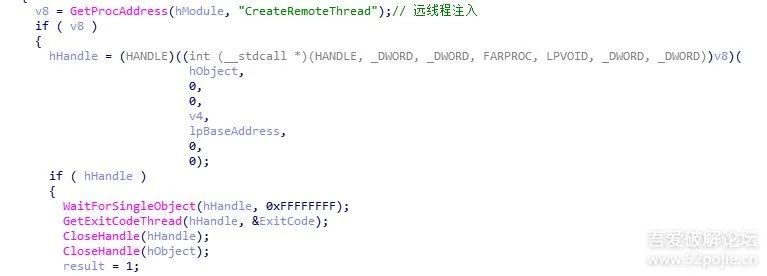 v8 = GetProcAddress(hModule, "CreateRemoteThread");// 远线程注入
if ( v8 )
{
hHandle = (HANDLE)((int (__stdcall *)(HANDLE, _DWORD, _DWORD, FARPROC, LPVOID, _DWORD, _DWORD))v8)(
hObject,
0,
0,
v4,
lpBaseAddress,
0,
0);
if ( hHandle )
{
WaitForSingleObject(hHandle, 0xFFFFFFFF);
GetExitCodeThread(hHandle, &ExitCode);
CloseHandle(hHandle);
CloseHandle(hObject);
result = 1;
吾爱破解论坛
www.52pojie.cn